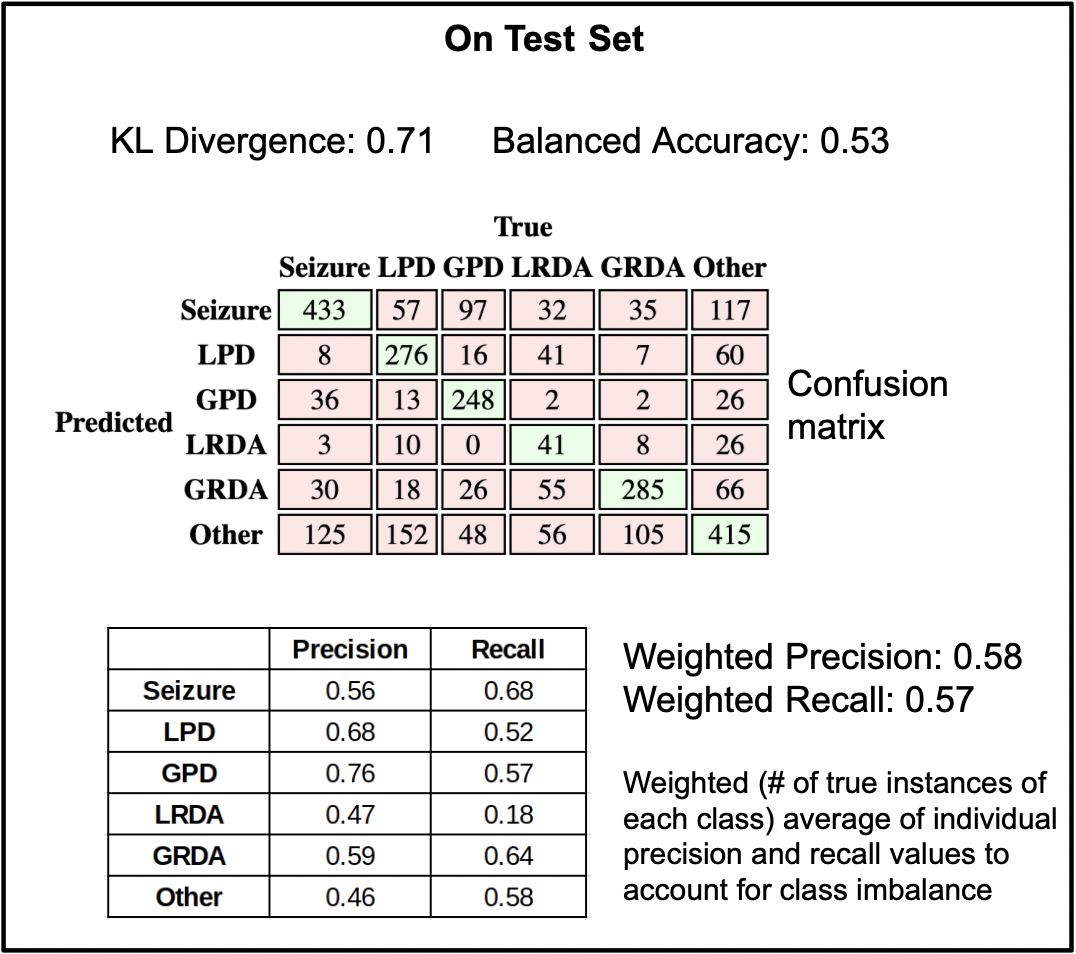 On Test Set
KL Divergence: 0.71 Balanced Accuracy: 0.53
True
Seizure LPD GPD LRDA GRDA Other
Seizure 433 57 97 32 35 117
LPD 8 276 16 41 7 60
GPD 36 13 248 2 2 26
Predicted
LRDA 3 10 0 41 8 26
GRDA 30 18 26 55 285 66
Other 125 152 48 56 105 415
Confusion
matrix
Precision Recall
Seizure 0.56 0.68
LPD 0.68 0.52
GPD 0.76 0.57
LRDA 0.47 0.18
GRDA 0.59 0.64
Other 0.46 0.58
Weighted Precision: 0.58
Weighted Recall: 0.57
Weighted (# of true instances of
each class) average of individual
precision and recall values to
account for class imbalance